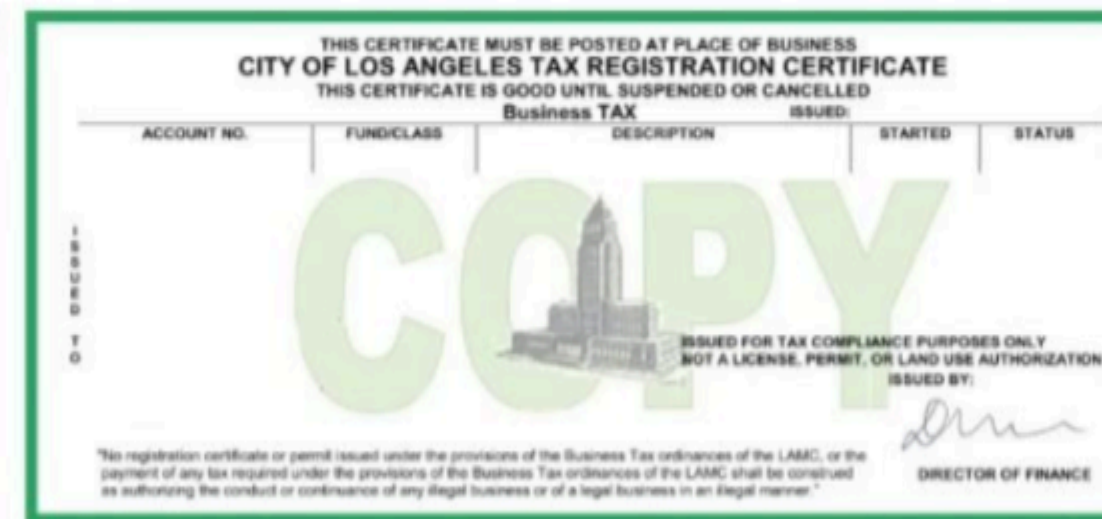 THIS CERTIFICATE MUST BE POSTED AT PLACE OF BUSINESS
CITY OF LOS ANGELES TAX REGISTRATION CERTIFICATE
THIS CERTIFICATE IS GOOD UNTIL SUSPENDED OR CANCELLED
Business TAX ISSUED:
ACCOUNT NO. FUND/CLASS DESCRIPTION STARTED STATUS
COPY
ISSUED TO
ISSUED FOR TAX COMPLIANCE PURPOSES ONLY
NOT A LICENSE, PERMIT, OR LAND USE AUTHORIZATION
ISSUED BY:
"No registration certificate or permit issued under the provisions of the Business Tax ordinances of the LAMC, or the
payment of any tax required under the provisions of the Business Tax ordinances of the LAMC shall be construed
as authorizing the conduct or continuance of any illegal business or of a legal business in an illegal manner."
DIRECTOR OF FINANCE